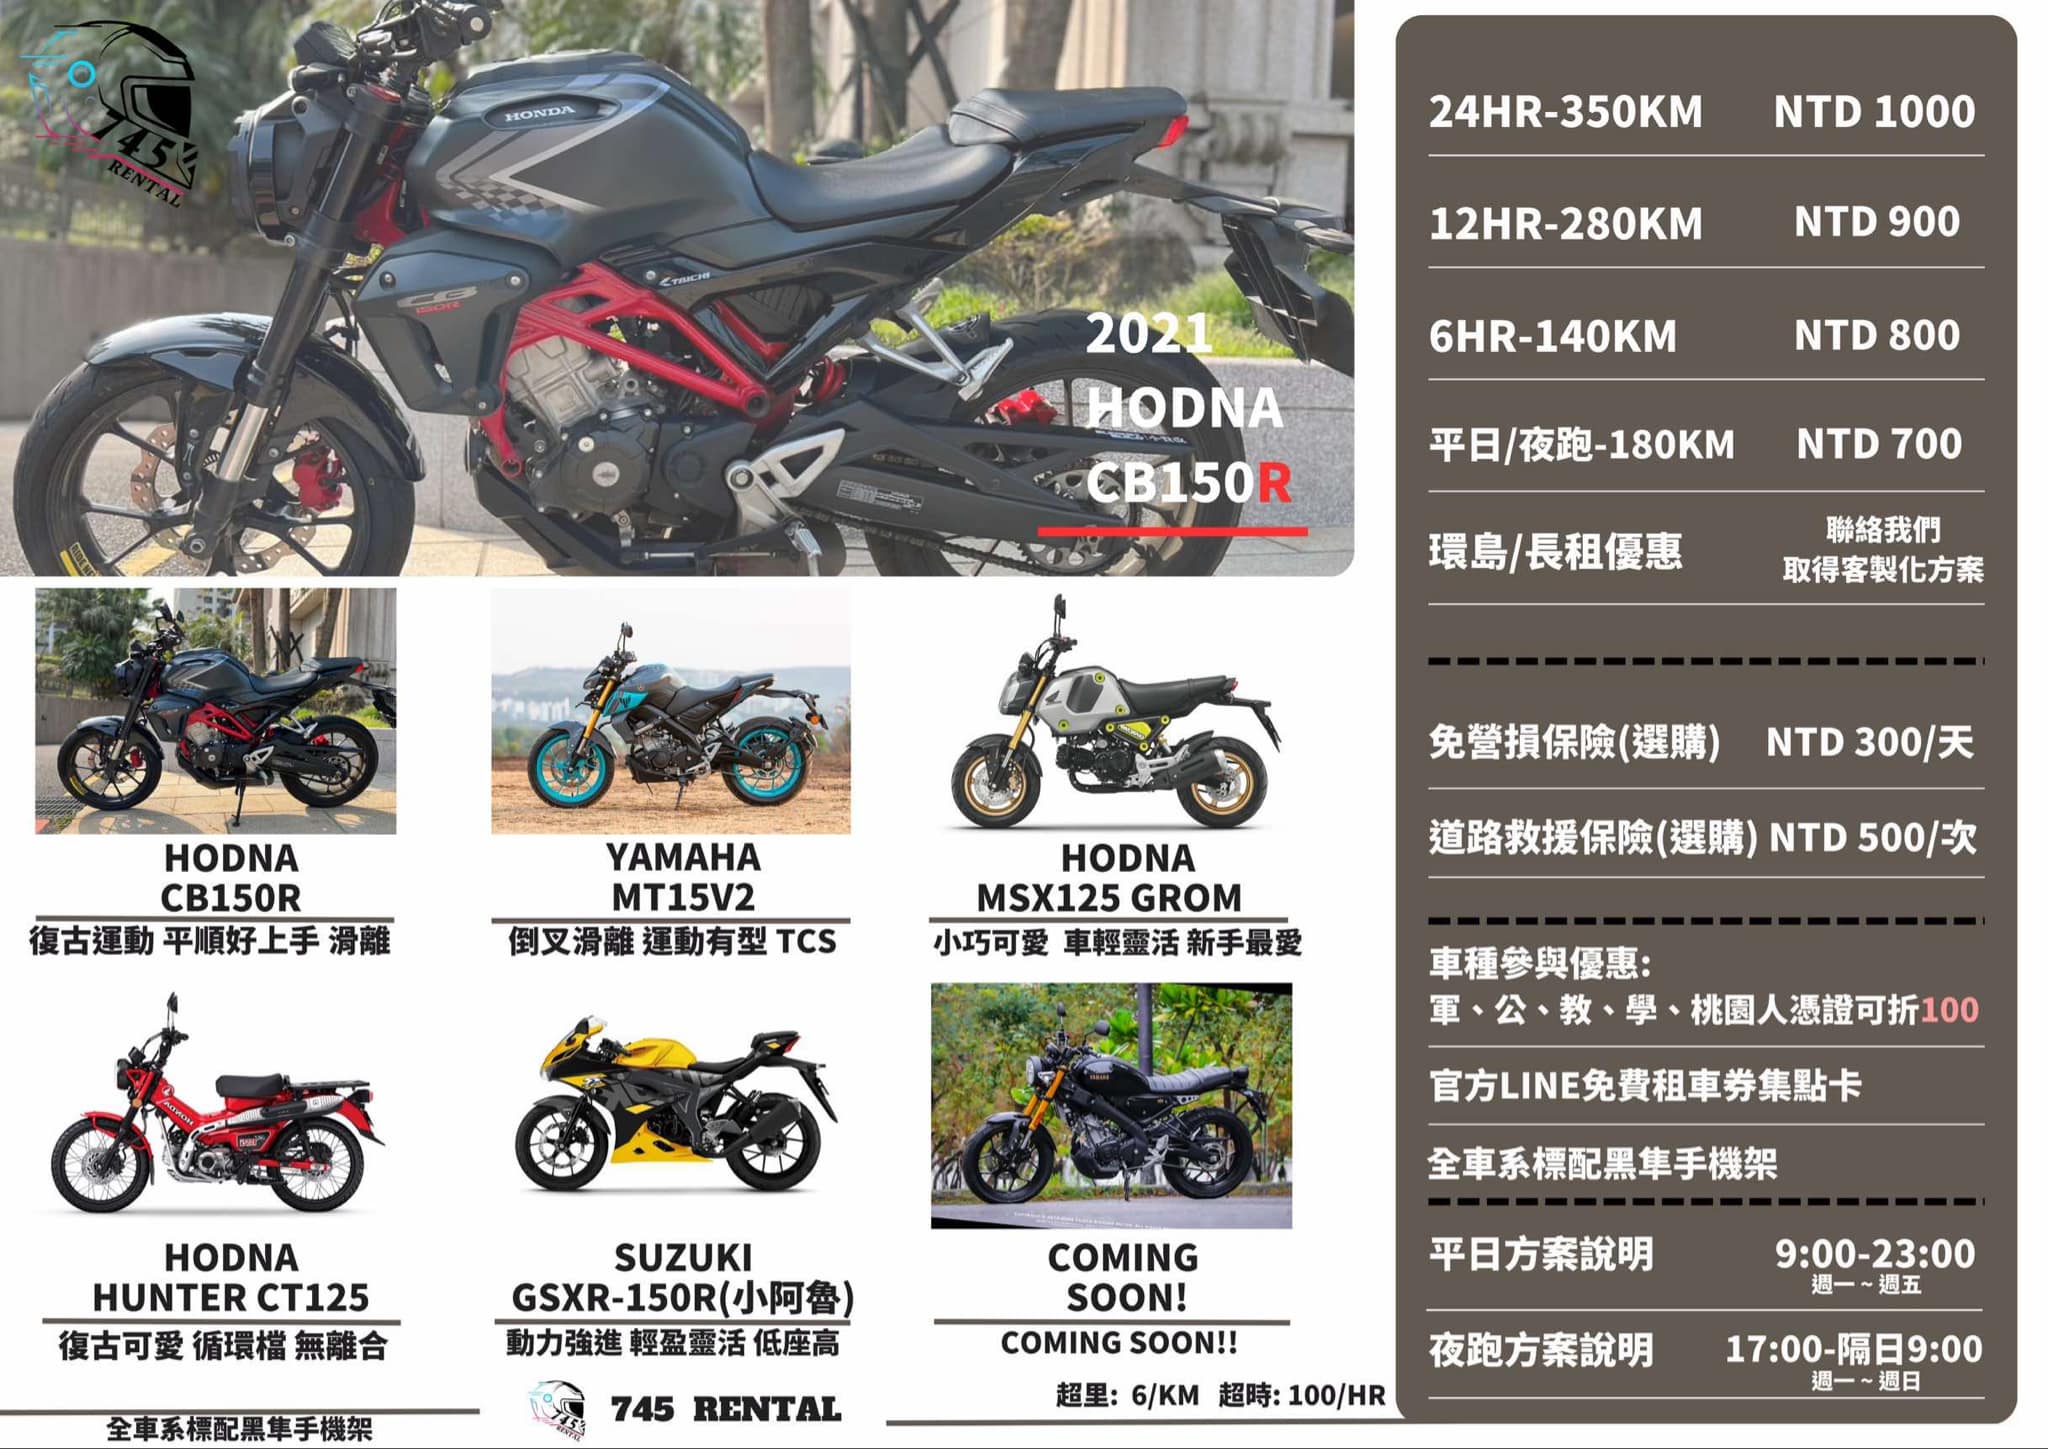 745
RENTAL
HONDA
CB
150R
TAICHI
2021
HODNA
CB150R
HODNA
CB150R
復古運動 平順好上手 滑離
YAMAHA
MT15V2
倒叉滑離 運動有型 TCS
HODNA
MSX125 GROM
小巧可愛 車輕靈活 新手最愛
HODNA
HUNTER CT125
復古可愛 循環檔 無離合
SUZUKI
GSXR-150R(小阿魯)
動力強進 輕盈靈活 低座高
COMING
SOON!
COMING SOON!!
全車系標配黑隼手機架
745 RENTAL
超里: 6/KM 超時: 100/HR
24HR-350KM NTD 1000
12HR-280KM NTD 900
6HR-140KM NTD 800
平日/夜跑-180KM NTD 700
環島/長租優惠 聯絡我們
取得客製化方案
免營損保險(選購) NTD 300/天
道路救援保險(選購) NTD 500/次
車種參與優惠:
軍、公、教、學、桃園人憑證可折100
官方LINE免費租車券集點卡
全車系標配黑隼手機架
平日方案說明 9:00-23:00
週一 ~ 週五
夜跑方案說明 17:00-隔日9:00
週一 ~ 週日